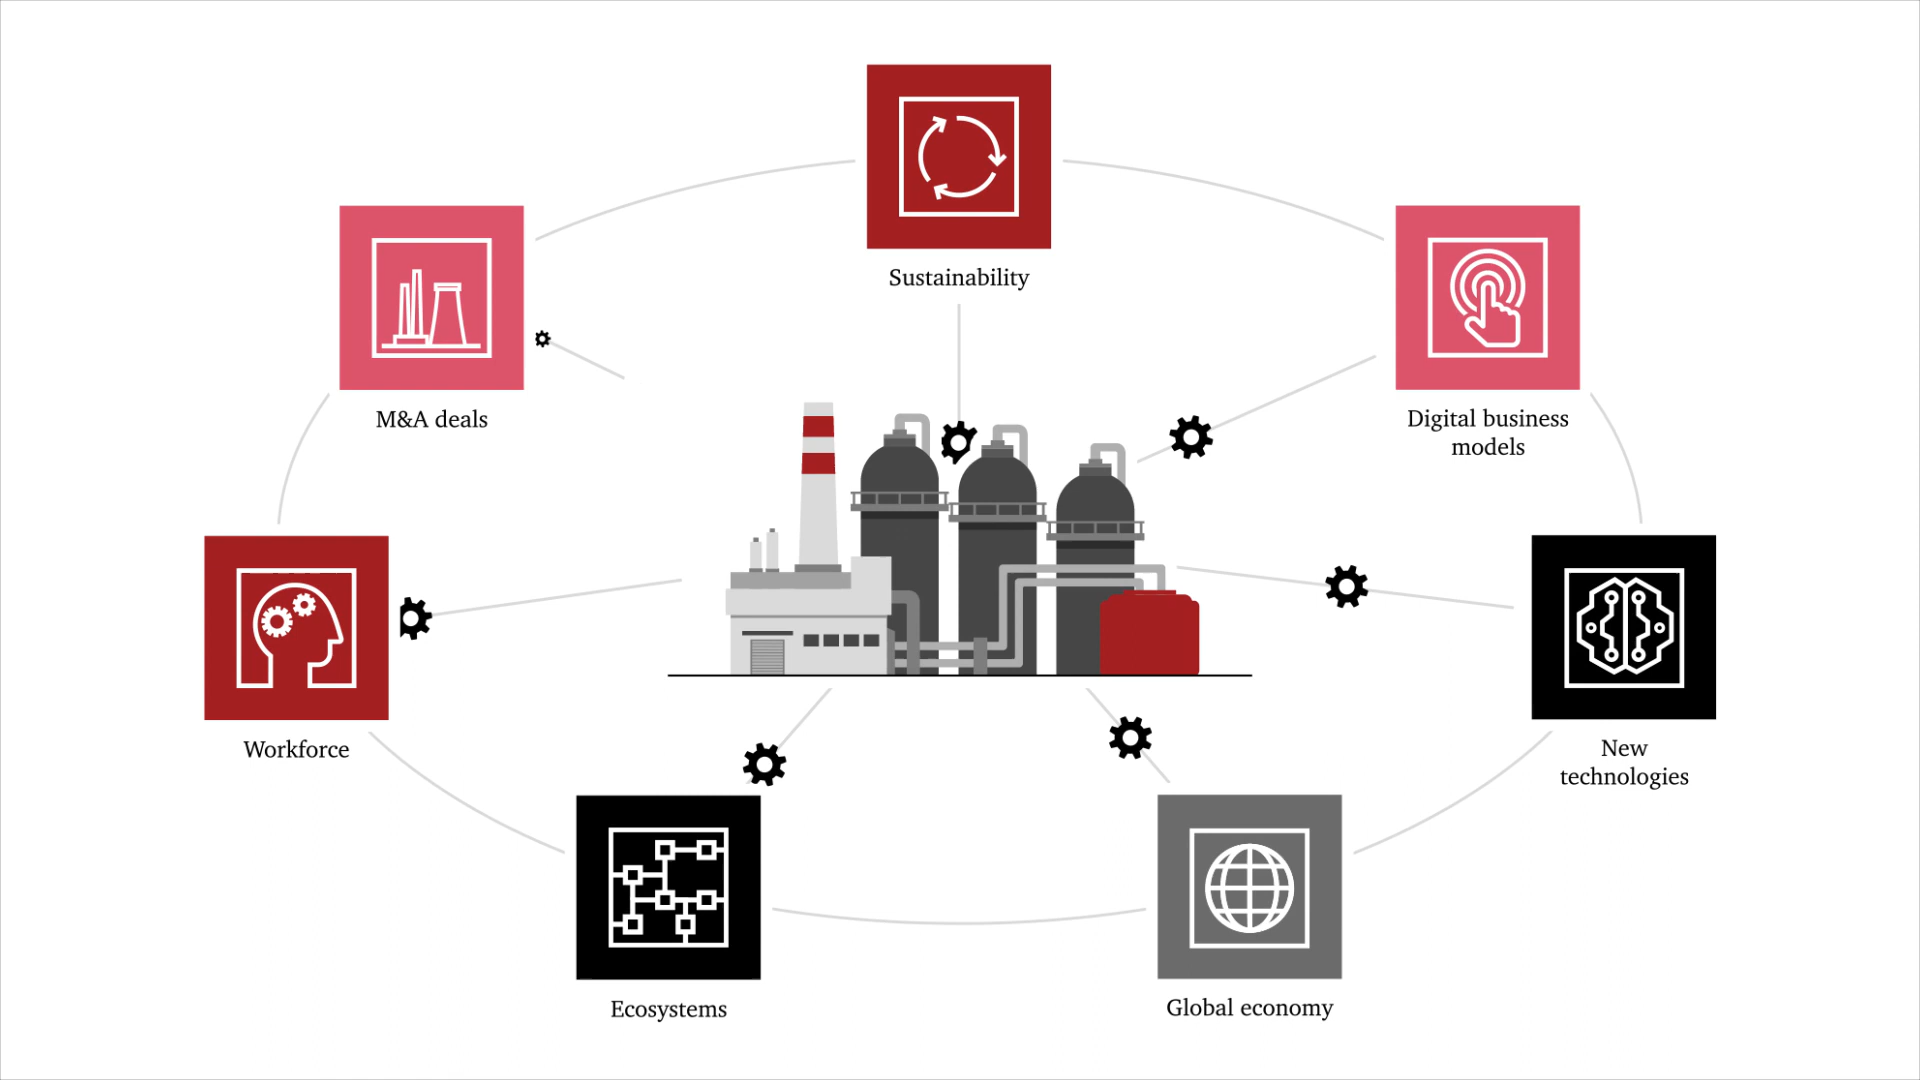 Sustainability
M&A deals
Digital business
models
Workforce
New
technologies
Ecosystems
Global economy